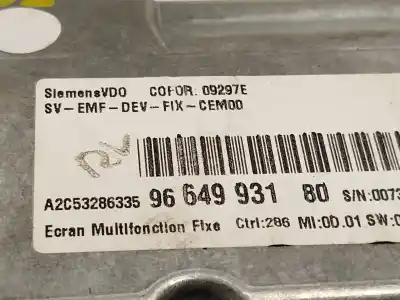 SiemensVDO COFOR: 09297E
SV-EMF-DEV-FIX-CEM00
A2C53286335 96 649 931 80 S/N:0073
Ecran Multifonction Fixe Ctrl:286 MI:00.01 SW:0